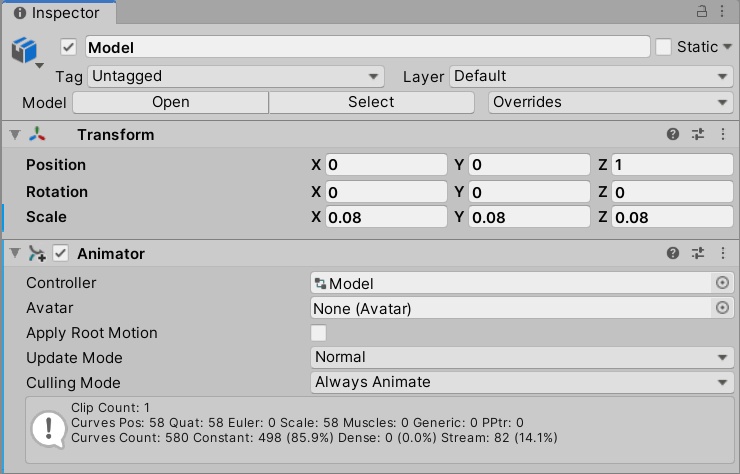 Inspector
Model Static
Tag Untagged Layer Default
Model Open Select Overrides
Transform
Position X 0 Y 0 Z 1
Rotation X 0 Y 0 Z 0
Scale X 0.08 Y 0.08 Z 0.08
Animator
Controller Model
Avatar None (Avatar)
Apply Root Motion
Update Mode Normal
Culling Mode Always Animate
Clip Count: 1
Curves Pos: 58 Quat: 58 Euler: 0 Scale: 58 Muscles: 0 Generic: 0 PPtr: 0
Curves Count: 580 Constant: 498 (85.9%) Dense: 0 (0.0%) Stream: 82 (14.1%)